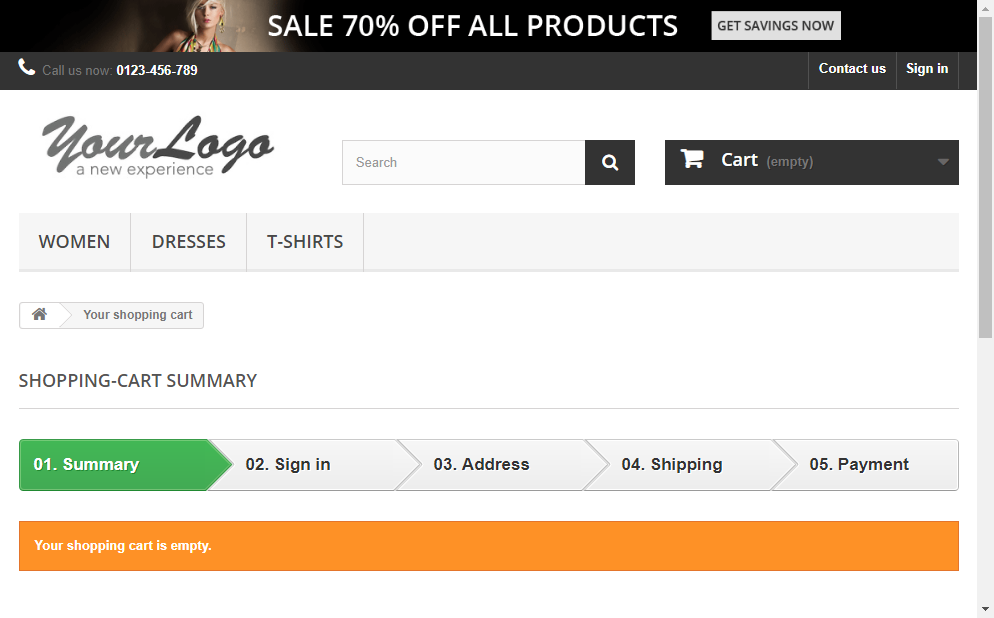 SALE 70% OFF ALL PRODUCTS GET SAVINGS NOW
Call us now: 0123-456-789 Contact us Sign in
YourLogo
a new experience
Search Cart (empty)
WOMEN DRESSES T-SHIRTS
Your shopping cart
SHOPPING-CART SUMMARY
01. Summary 02. Sign in 03. Address 04. Shipping 05. Payment
Your shopping cart is empty.